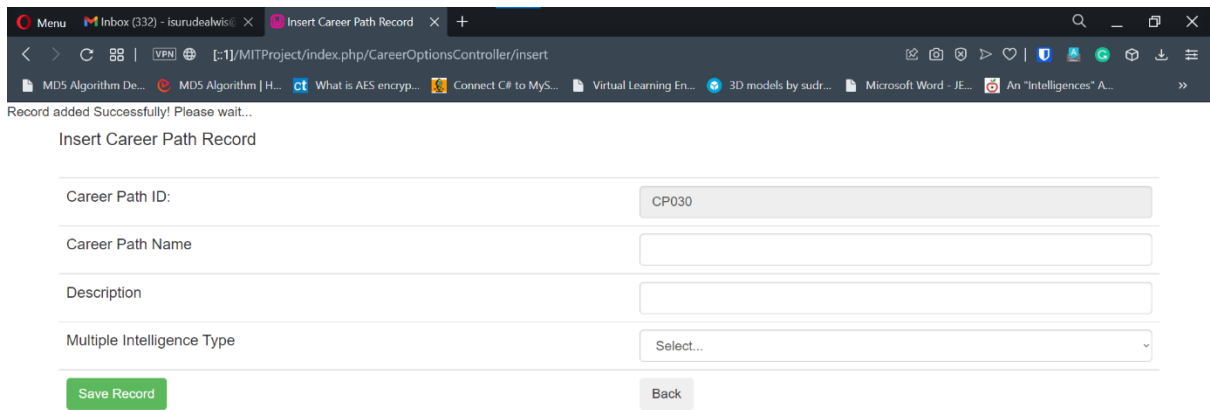 Menu
Inbox (332) - isurudealwis
Insert Career Path Record
VPN
[::1]/MITProject/index.php/CareerOptionsController/insert
MD5 Algorithm De...
MD5 Algorithm | H...
ct What is AES encryp...
Connect C# to MyS...
Virtual Learning En...
3D models by sudr...
Microsoft Word - JE...
An "Intelligences" A...
Record added Successfully! Please wait...
Insert Career Path Record
Career Path ID:
CP030
Career Path Name
Description
Multiple Intelligence Type
Select...
Save Record
Back